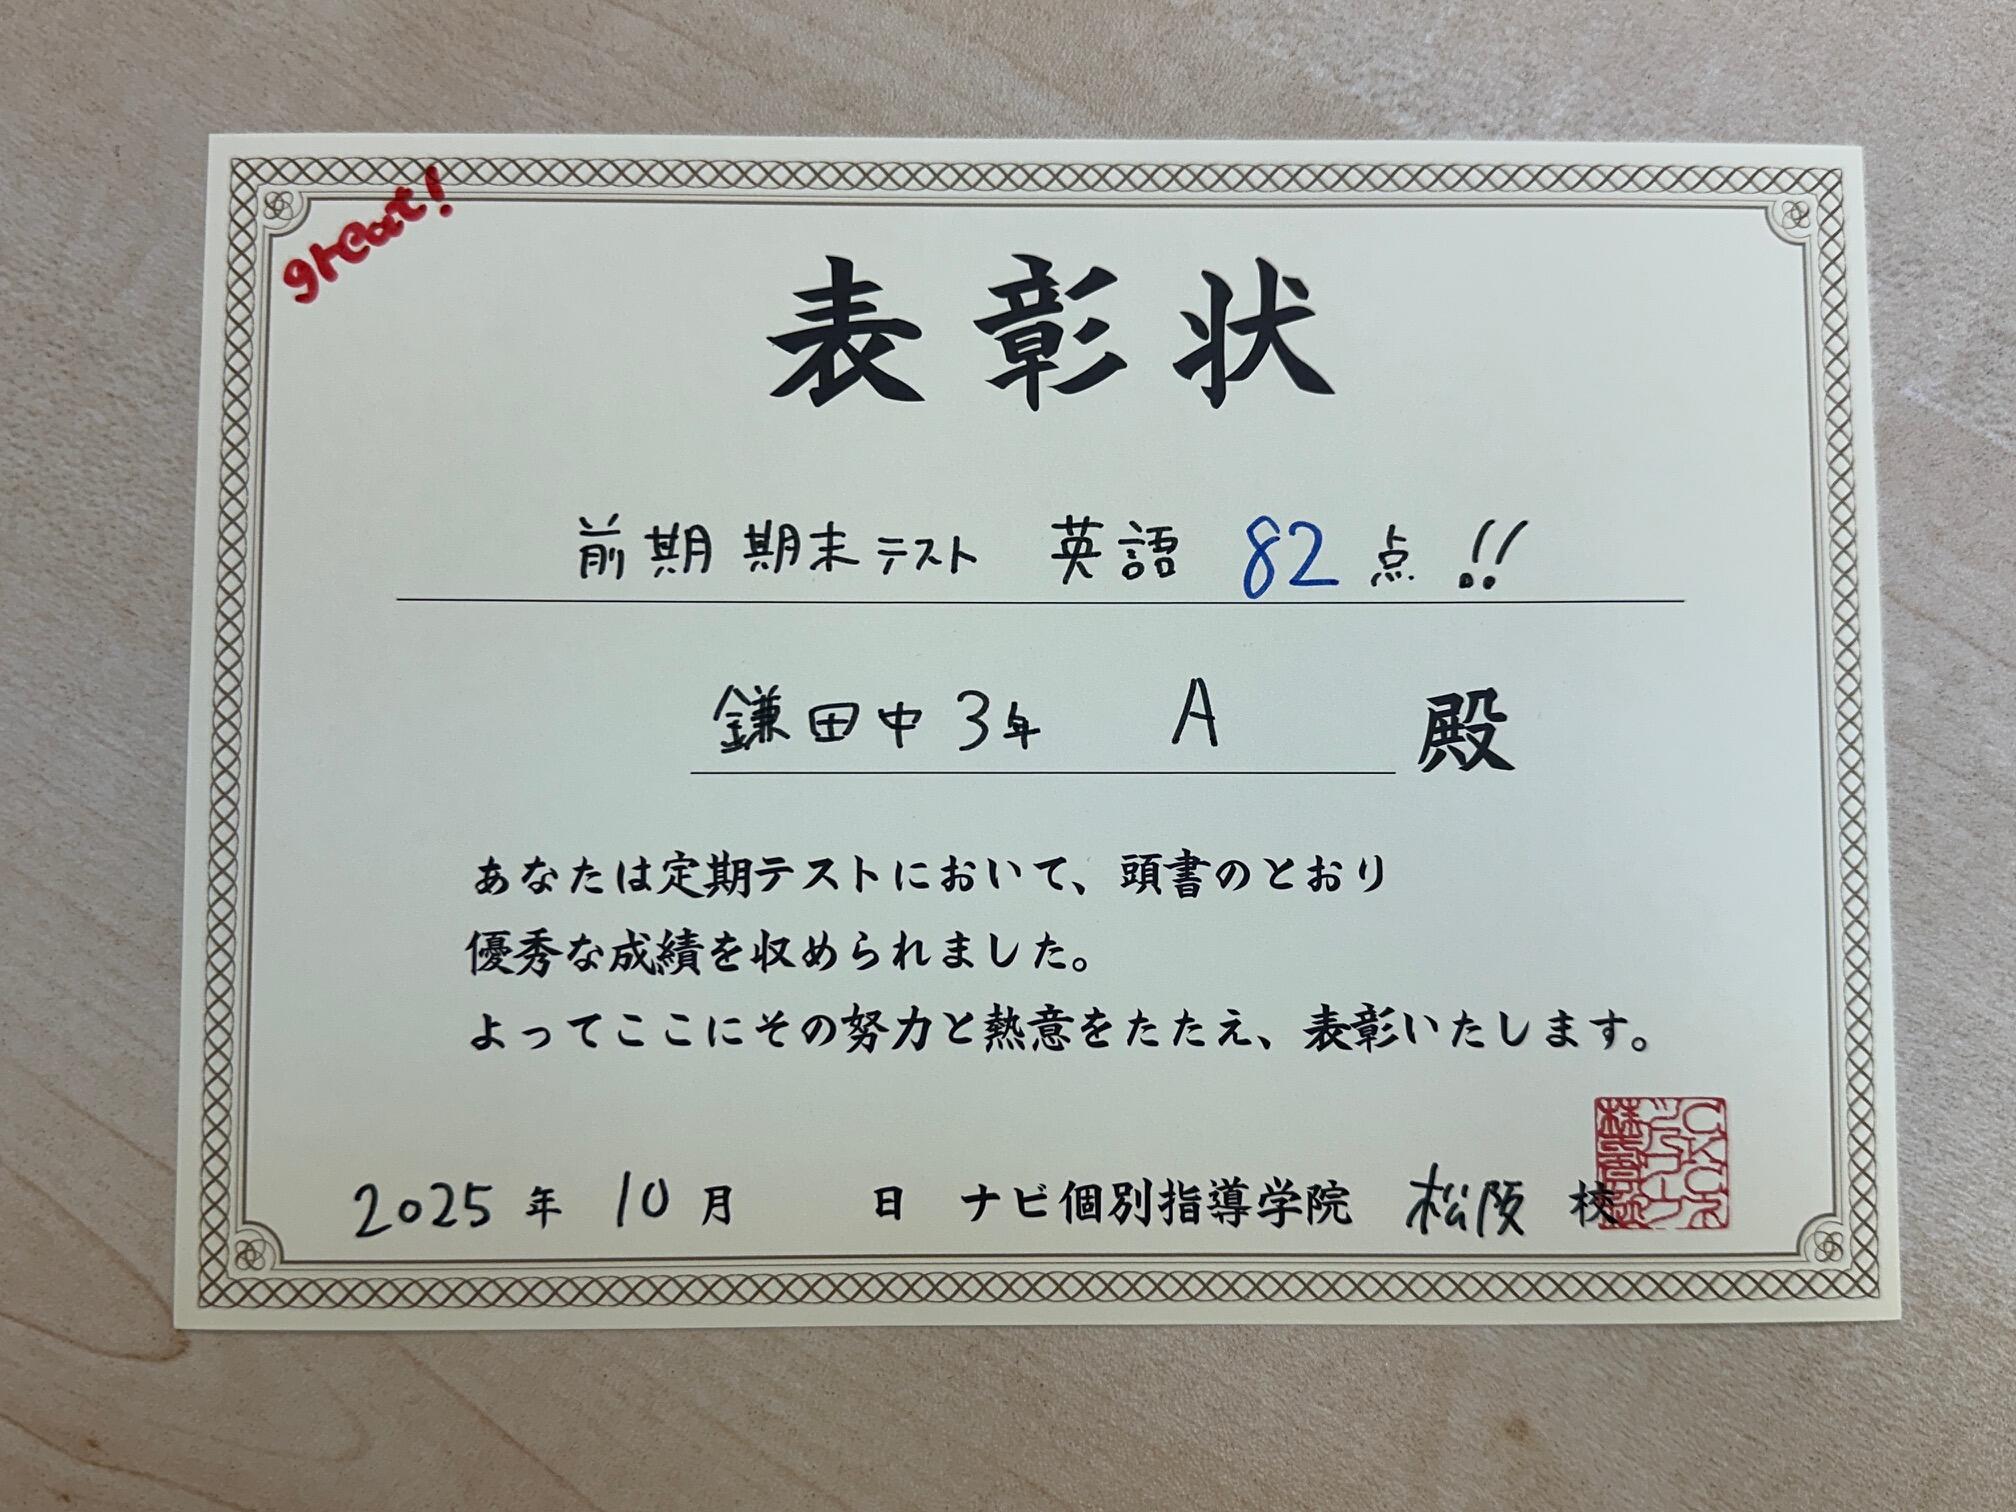 great!
表彰状
前期期末テスト 英語 82点!!
鎌田中3年 A 殿
あなたは定期テストにおいて、頭書のとおり
優秀な成績を収められました。
よってここにその努力と熱意をたたえ、表彰いたします。
2025年 10月 日 ナビ個別指導学院 松阪 校